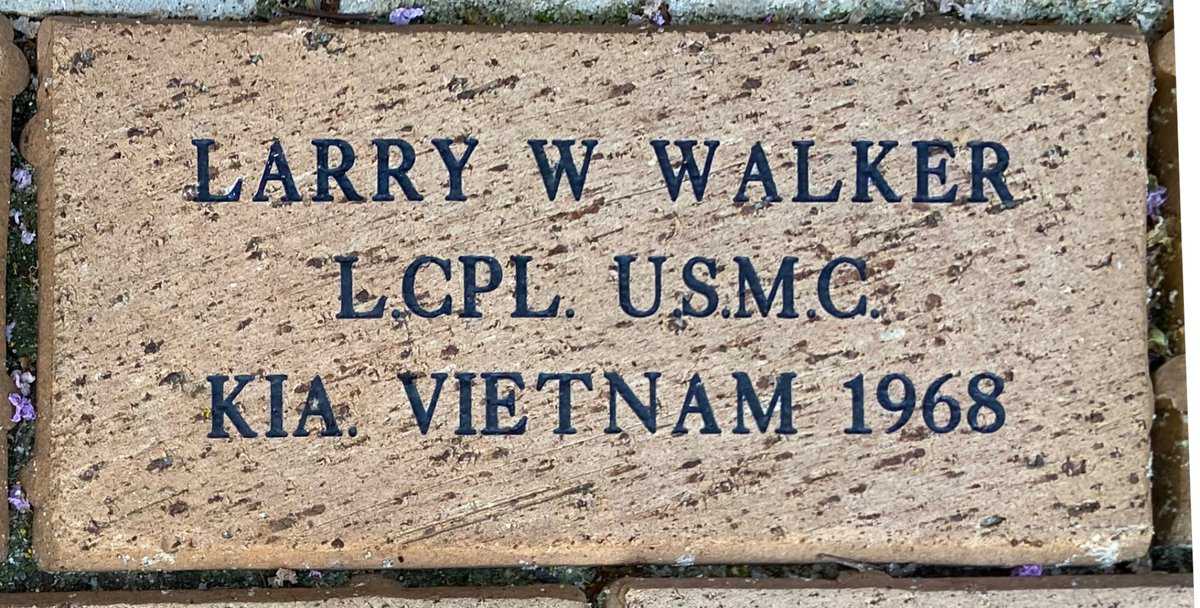 LARRY W WALKER
L.CPL. U.S.M.C.
KIA. VIETNAM 1968